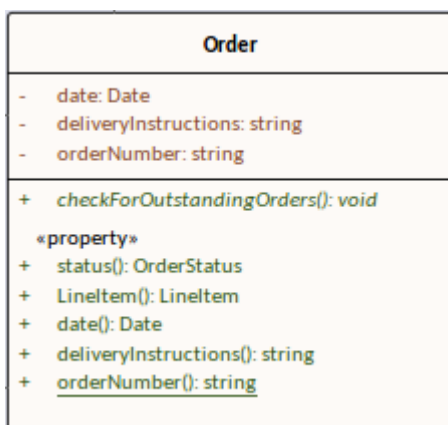 Order
- date: Date
- deliveryInstructions: string
- orderNumber: string
+ checkForOutstandingOrders(): void
«property»
+ status(): OrderStatus
+ LineItem(): LineItem
+ date(): Date
+ deliveryInstructions(): string
+ orderNumber(): string